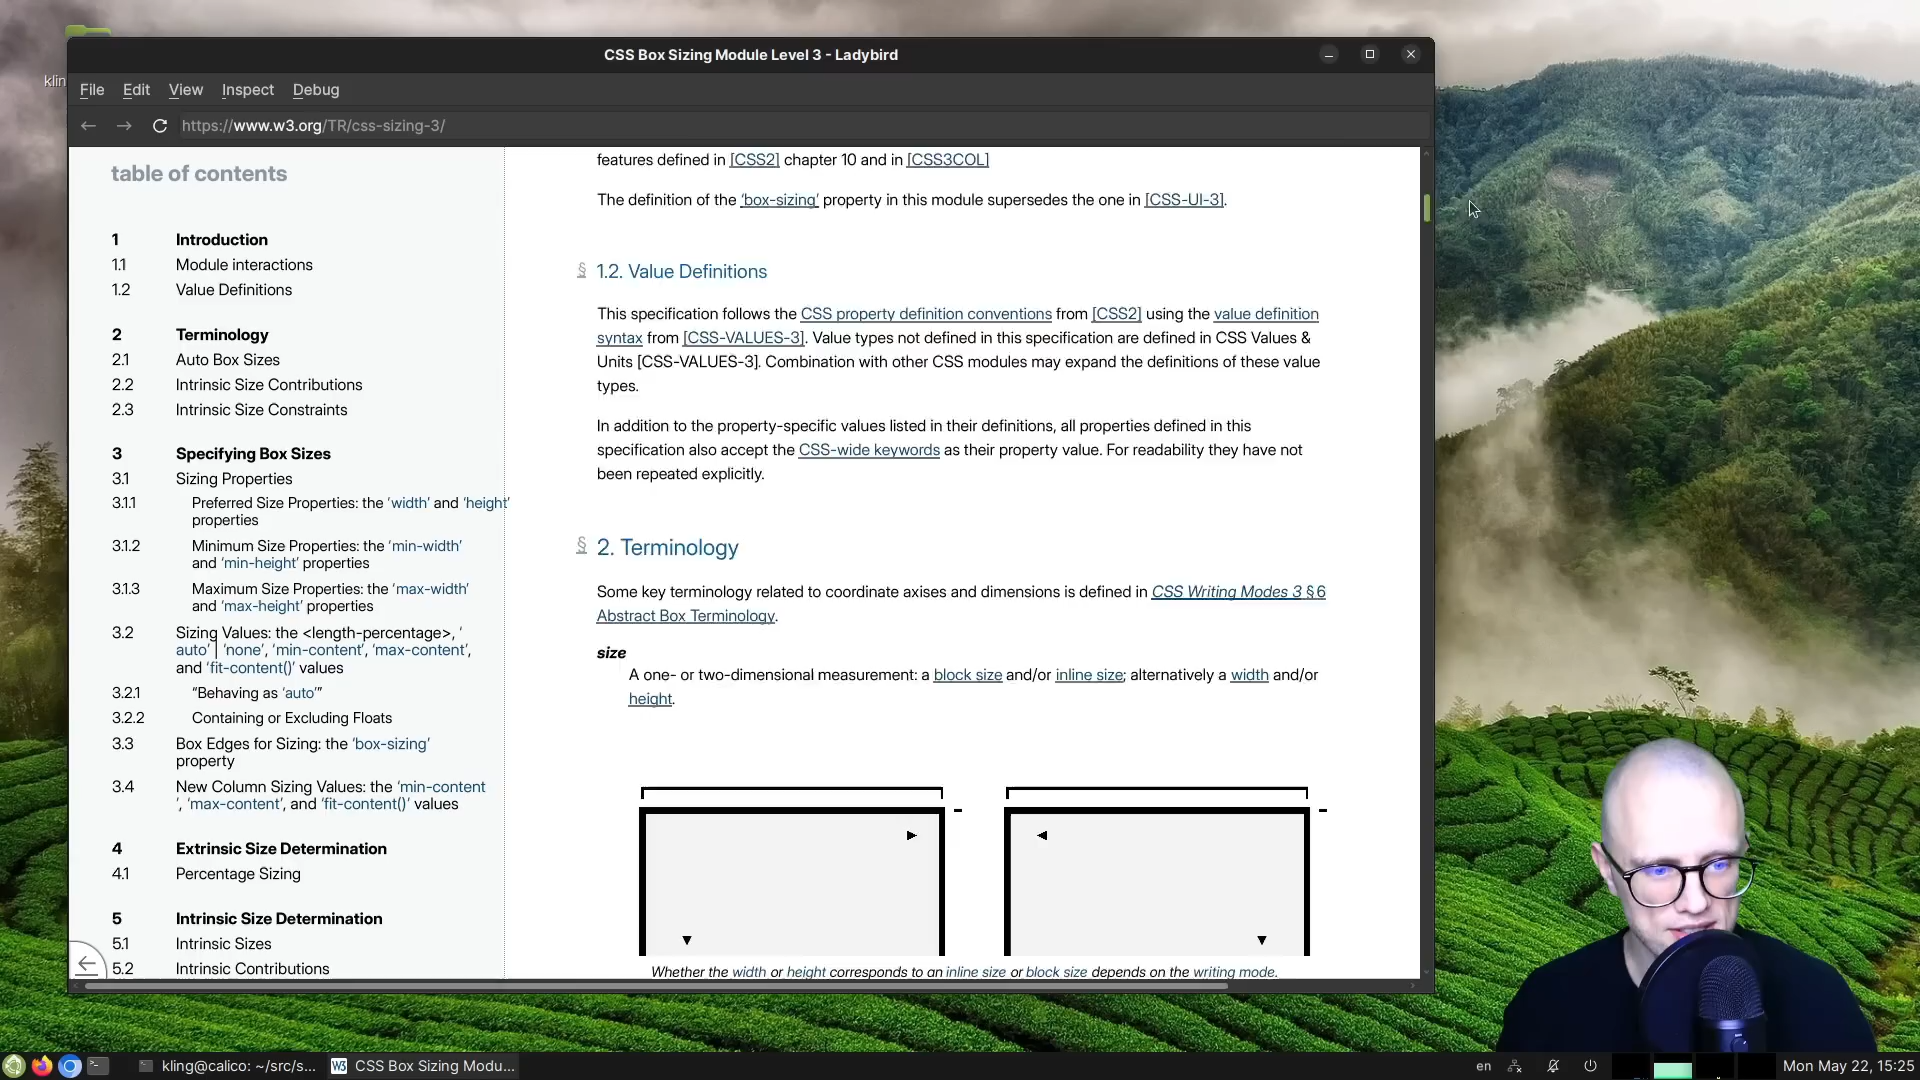 CSS Box Sizing Module Level 3 - Ladybird
klin
File Edit View Inspect Debug
https://www.w3.org/TR/css-sizing-3/
table of contents
1 Introduction
1.1 Module interactions
1.2 Value Definitions
2 Terminology
2.1 Auto Box Sizes
2.2 Intrinsic Size Contributions
2.3 Intrinsic Size Constraints
3 Specifying Box Sizes
3.1 Sizing Properties
3.1.1 Preferred Size Properties: the ‘width’ and ‘height’
properties
3.1.2 Minimum Size Properties: the ‘min-width’
and ‘min-height’ properties
3.1.3 Maximum Size Properties: the ‘max-width’
and ‘max-height’ properties
3.2 Sizing Values: the <length-percentage>, ‘
auto’ | ‘none’, ‘min-content’, ‘max-content’,
and ‘fit-content()’ values
3.2.1 “Behaving as ‘auto’”
3.2.2 Containing or Excluding Floats
3.3 Box Edges for Sizing: the ‘box-sizing’
property
3.4 New Column Sizing Values: the ‘min-content
’, ‘max-content’, and ‘fit-content()’ values
4 Extrinsic Size Determination
4.1 Percentage Sizing
5 Intrinsic Size Determination
5.1 Intrinsic Sizes
5.2 Intrinsic Contributions
features defined in [CSS2] chapter 10 and in [CSS3COL]
The definition of the ‘box-sizing’ property in this module supersedes the one in [CSS-UI-3].
§ 1.2. Value Definitions
This specification follows the CSS property definition conventions from [CSS2] using the value definition
syntax from [CSS-VALUES-3]. Value types not defined in this specification are defined in CSS Values &
Units [CSS-VALUES-3]. Combination with other CSS modules may expand the definitions of these value
types.
In addition to the property-specific values listed in their definitions, all properties defined in this
specification also accept the CSS-wide keywords as their property value. For readability they have not
been repeated explicitly.
§ 2. Terminology
Some key terminology related to coordinate axises and dimensions is defined in CSS Writing Modes 3 § 6
Abstract Box Terminology.
size
A one- or two-dimensional measurement: a block size and/or inline size; alternatively a width and/or
height.
Whether the width or height corresponds to an inline size or block size depends on the writing mode.
kling@calico: ~/src/s... W3 CSS Box Sizing Modu... en Mon May 22, 15:25